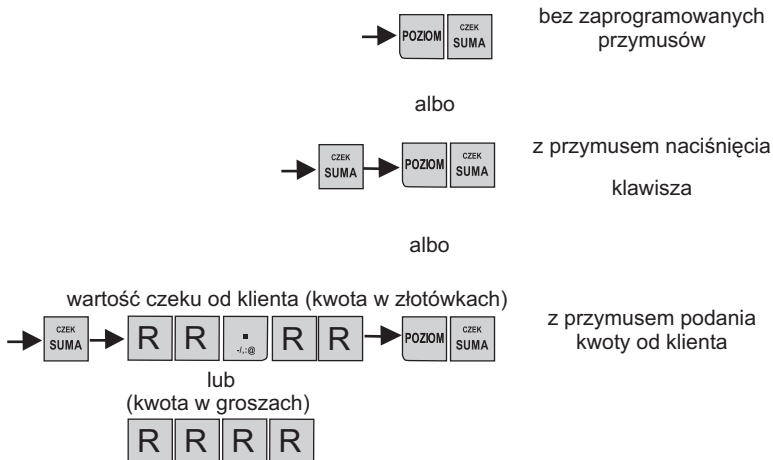 POZIOM CZEK SUMA bez zaprogramowanych
przymusów
albo
CZEK SUMA POZIOM CZEK SUMA z przymusem naciśnięcia
klawisza
albo
wartość czeku od klienta (kwota w złotówkach)
CZEK SUMA R R . -/,:@ R R POZIOM CZEK SUMA z przymusem podania
kwoty od klienta
lub
(kwota w groszach)
R R R R